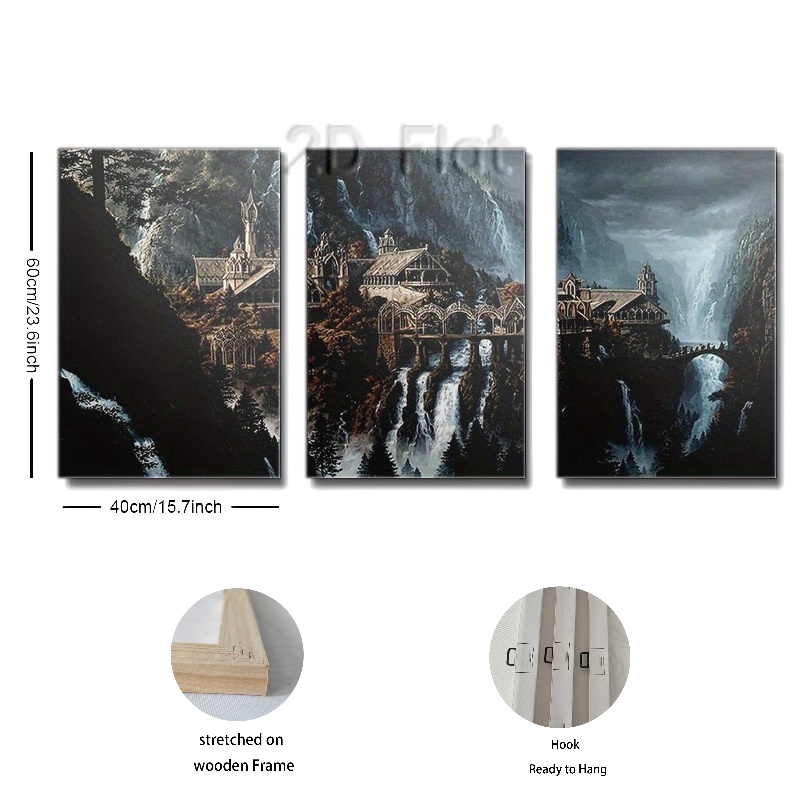 2D Flat
60cm/23.6inch
40cm/15.7inch
stretched on
wooden Frame
Hook
Ready to Hang